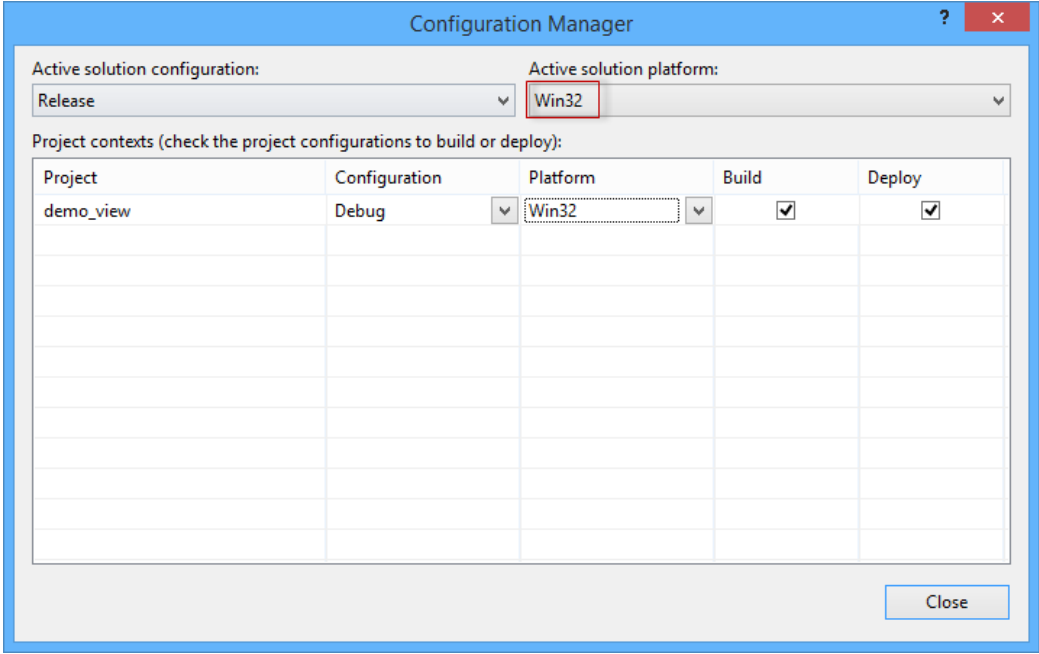 Configuration Manager
?
×
Active solution configuration:
Active solution platform:
Release
Win32
Project contexts (check the project configurations to build or deploy):
Project Configuration Platform Build Deploy
demo_view Debug Win32
Close